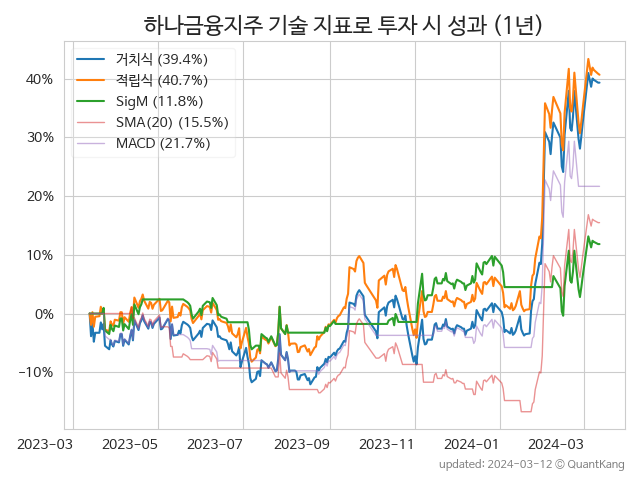 하나금융지주 기술 지표로 투자 시 성과 (1년)
거치식 (39.4%)
적립식 (40.7%)
SigM (11.8%)
SMA(20) (15.5%)
MACD (21.7%)
40%
30%
20%
10%
0%
−10%
2023-03 2023-05 2023-07 2023-09 2023-11 2024-01 2024-03
updated: 2024-03-12 © QuantKang